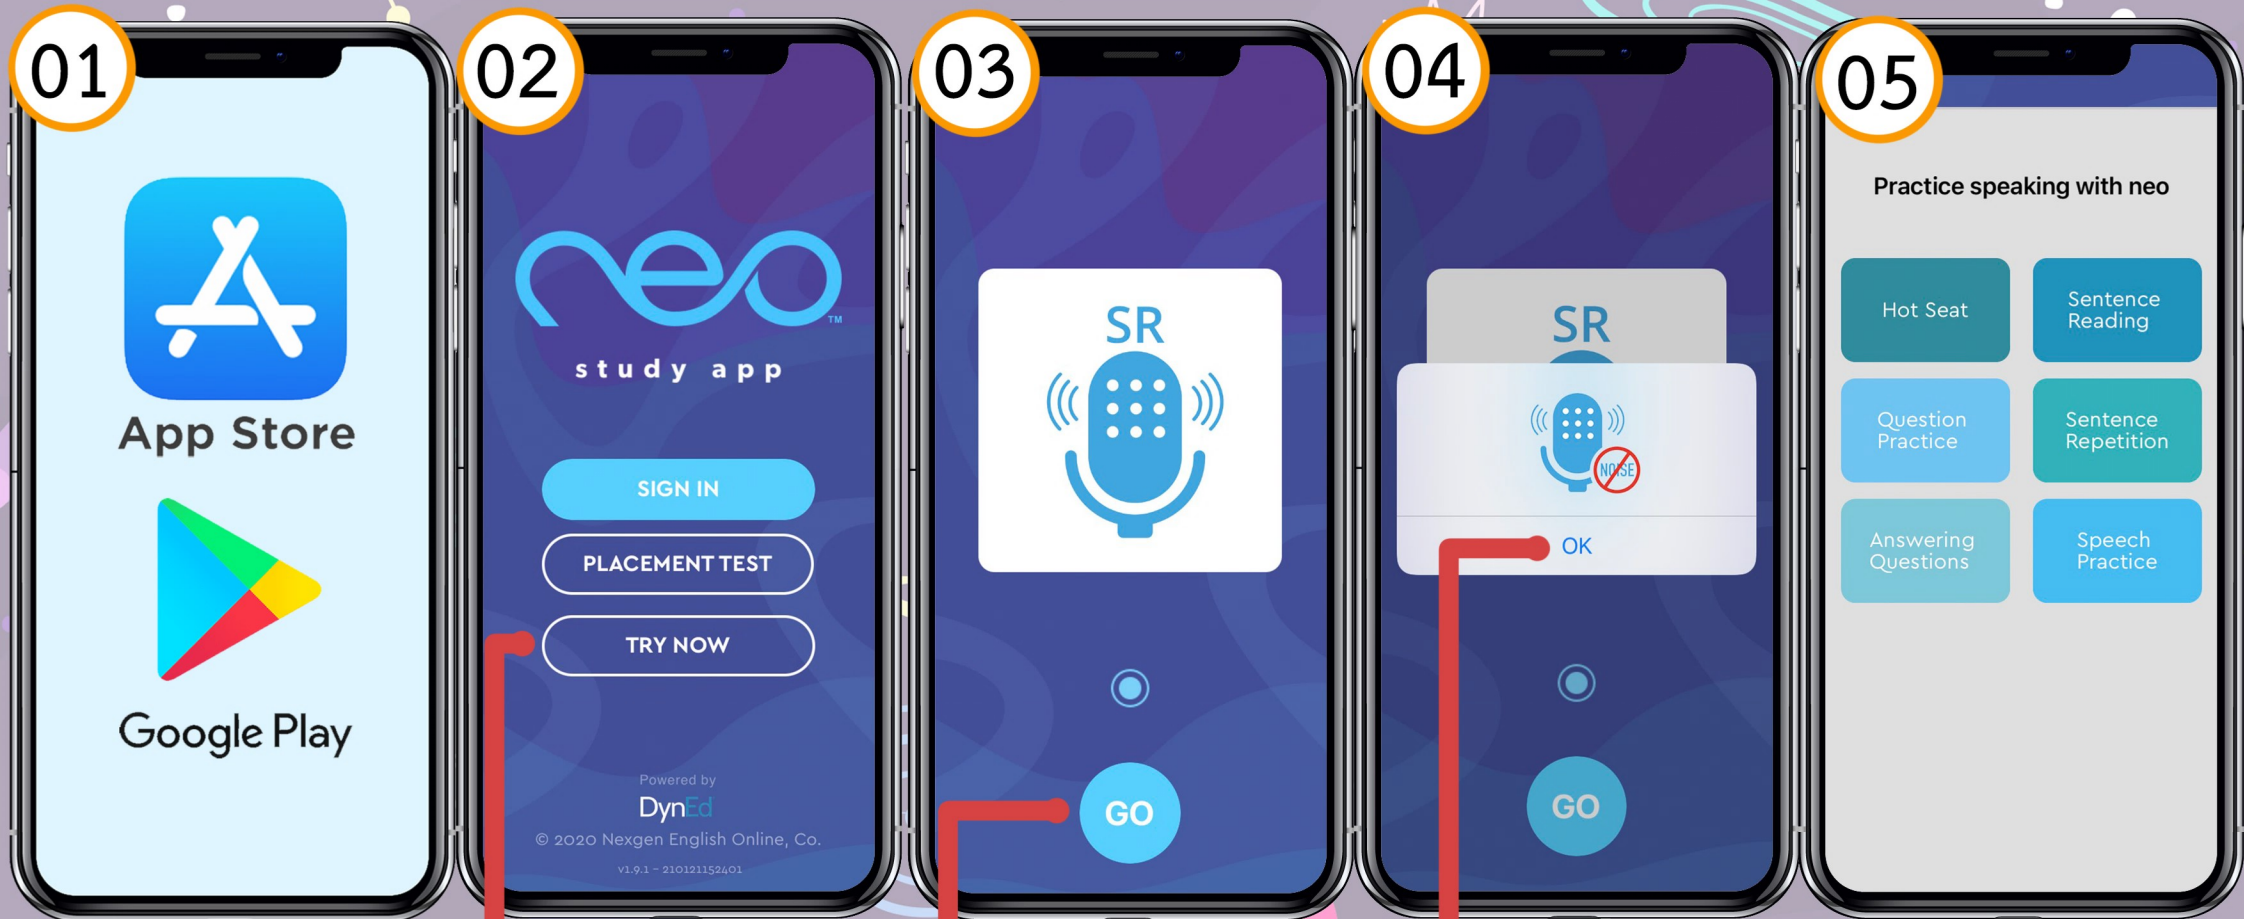 01
App Store
Google Play
02
neo
TM
study app
SIGN IN
PLACEMENT TEST
TRY NOW
Powered by
DynEd
© 2020 Nexgen English Online, Co.
v1.9.1 - 210121152401
03
SR
GO
04
SR
NOISE
OK
GO
05
Practice speaking with neo
Hot Seat
Sentence
Reading
Question
Practice
Sentence
Repetition
Answering
Questions
Speech
Practice